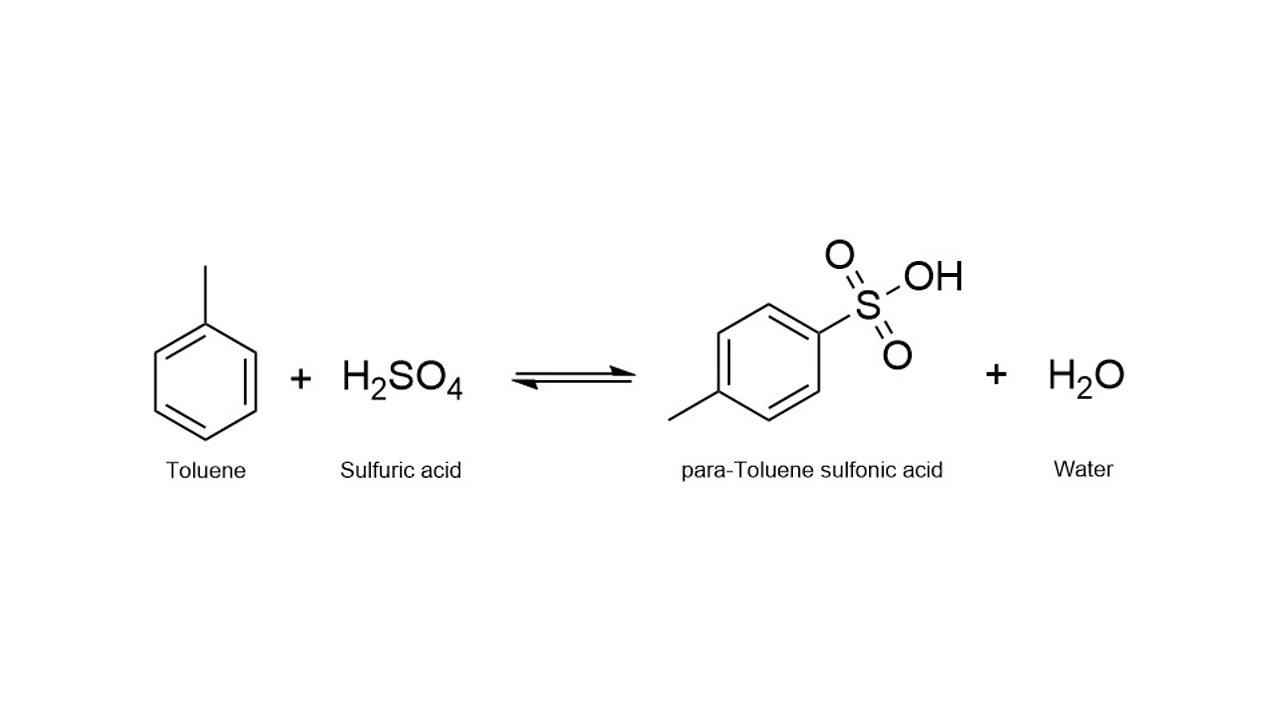 O
OH
S
O
+ H₂SO₄ + H₂O
Toluene Sulfuric acid para-Toluene sulfonic acid Water